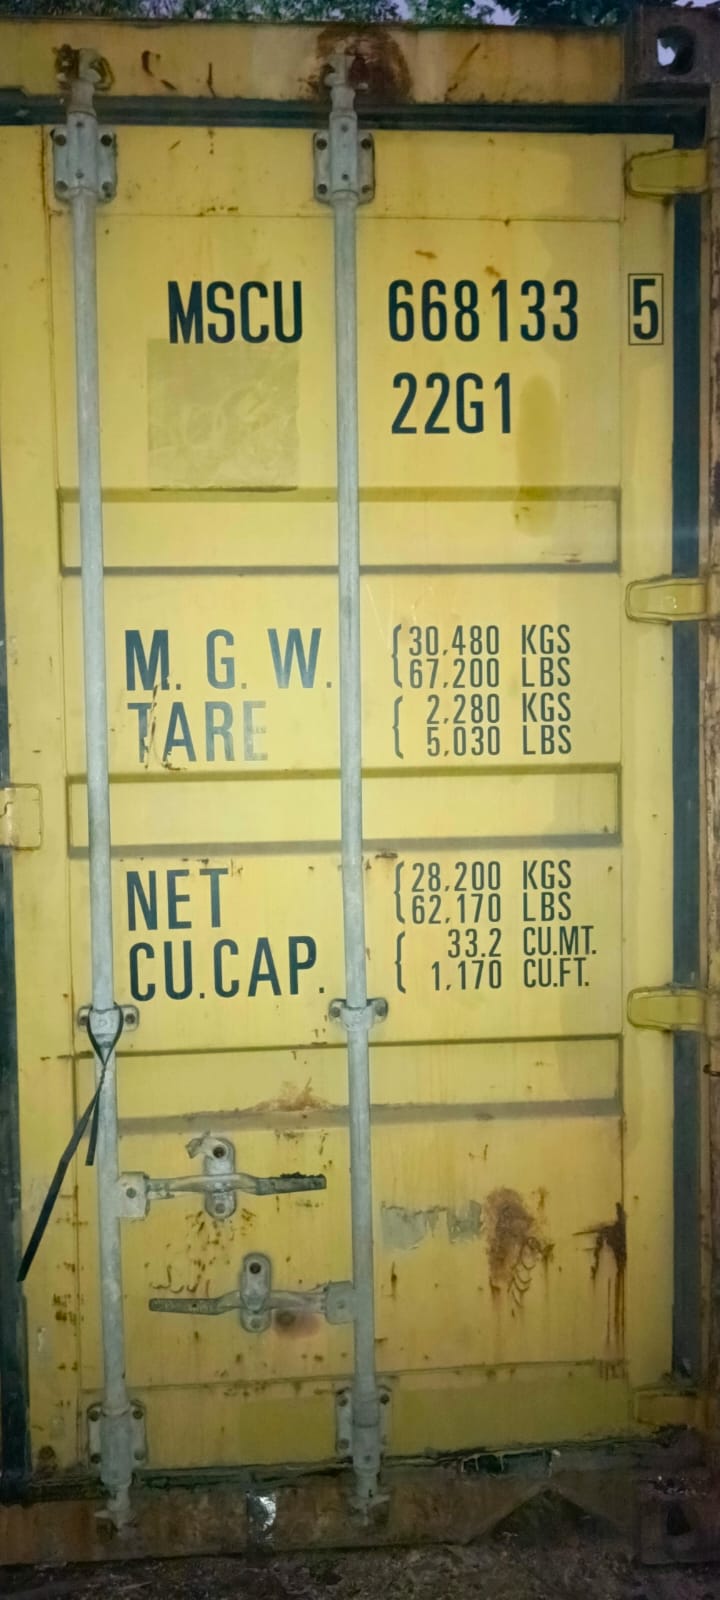 MSCU 668133 5
22G1
M. G. W. 30,480 KGS
67,200 LBS
TARE 2,280 KGS
5,030 LBS
NET 28,200 KGS
62,170 LBS
CU.CAP. 33.2 CU.MT.
1,170 CU.FT.